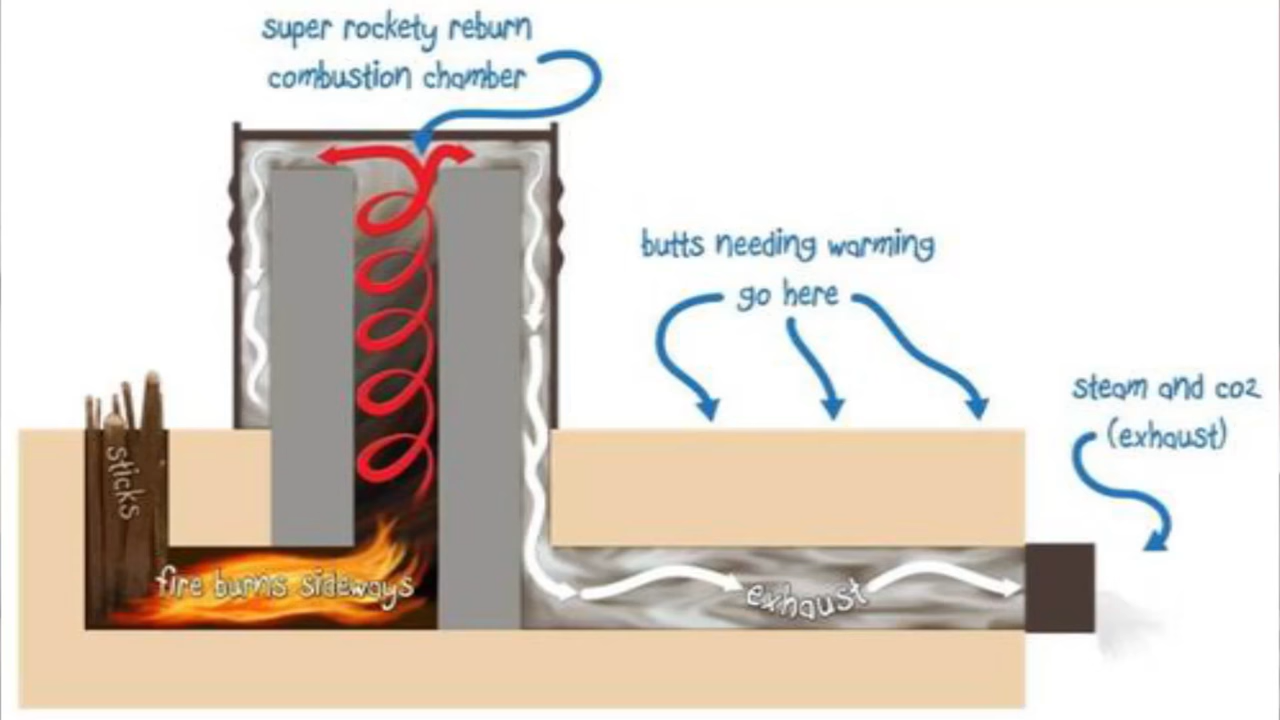 super rockety reburn
combustion chamber
butts needing warming
go here
steam and co2
(exhaust)
sticks
fire burns sideways
exhaust